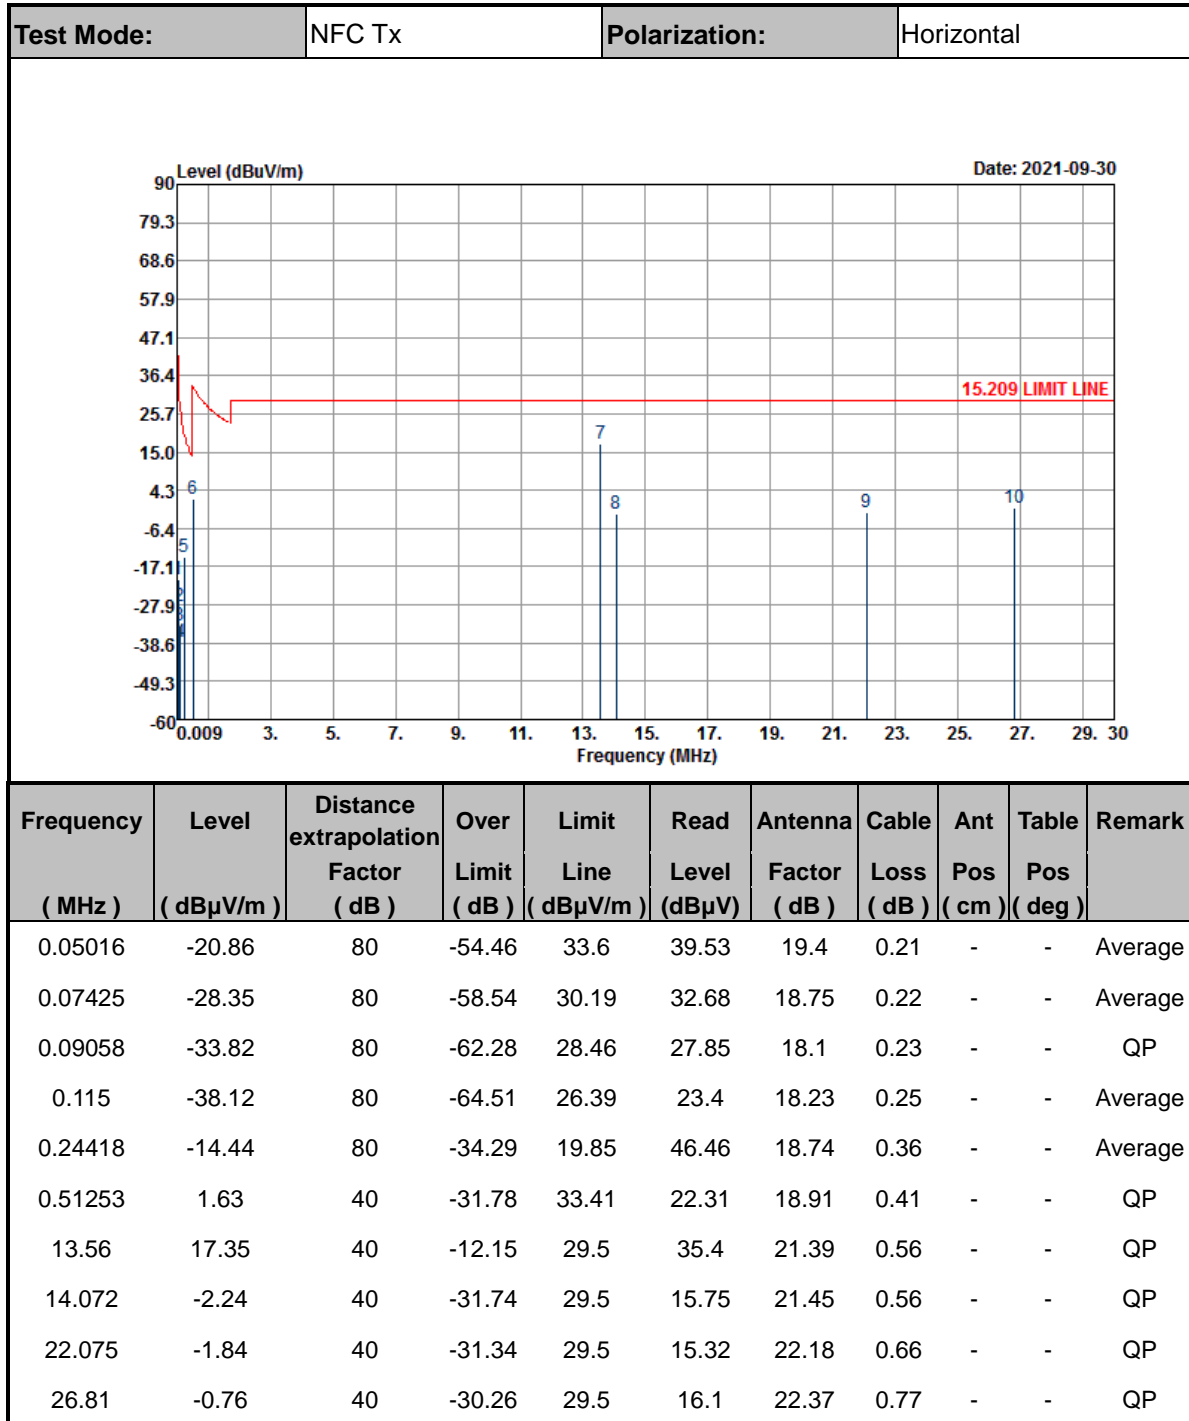 Test Mode: NFC Tx Polarization: Horizontal
Level (dBuV/m) Date: 2021-09-30
90
79.3
68.6
57.9
47.1
36.4
15.209 LIMIT LINE
25.7
7
15.0
4.3 6 8 9 10
-6.4
5
-17.1
-27.9
-38.6
-49.3
-60
0.009 3. 5. 7. 9. 11. 13. 15. 17. 19. 21. 23. 25. 27. 29. 30
Frequency (MHz)
Frequency Level Distance extrapolation Over Limit Read Antenna Cable Ant Table Remark
Factor Limit Line Level Factor Loss Pos Pos
( MHz ) ( dBμV/m ) ( dB ) ( dB ) ( dBμV/m ) (dBμV) ( dB ) ( dB ) ( cm ) ( deg )
0.05016 -20.86 80 -54.46 33.6 39.53 19.4 0.21 - - Average
0.07425 -28.35 80 -58.54 30.19 32.68 18.75 0.22 - - Average
0.09058 -33.82 80 -62.28 28.46 27.85 18.1 0.23 - - QP
0.115 -38.12 80 -64.51 26.39 23.4 18.23 0.25 - - Average
0.24418 -14.44 80 -34.29 19.85 46.46 18.74 0.36 - - Average
0.51253 1.63 40 -31.78 33.41 22.31 18.91 0.41 - - QP
13.56 17.35 40 -12.15 29.5 35.4 21.39 0.56 - - QP
14.072 -2.24 40 -31.74 29.5 15.75 21.45 0.56 - - QP
22.075 -1.84 40 -31.34 29.5 15.32 22.18 0.66 - - QP
26.81 -0.76 40 -30.26 29.5 16.1 22.37 0.77 - - QP